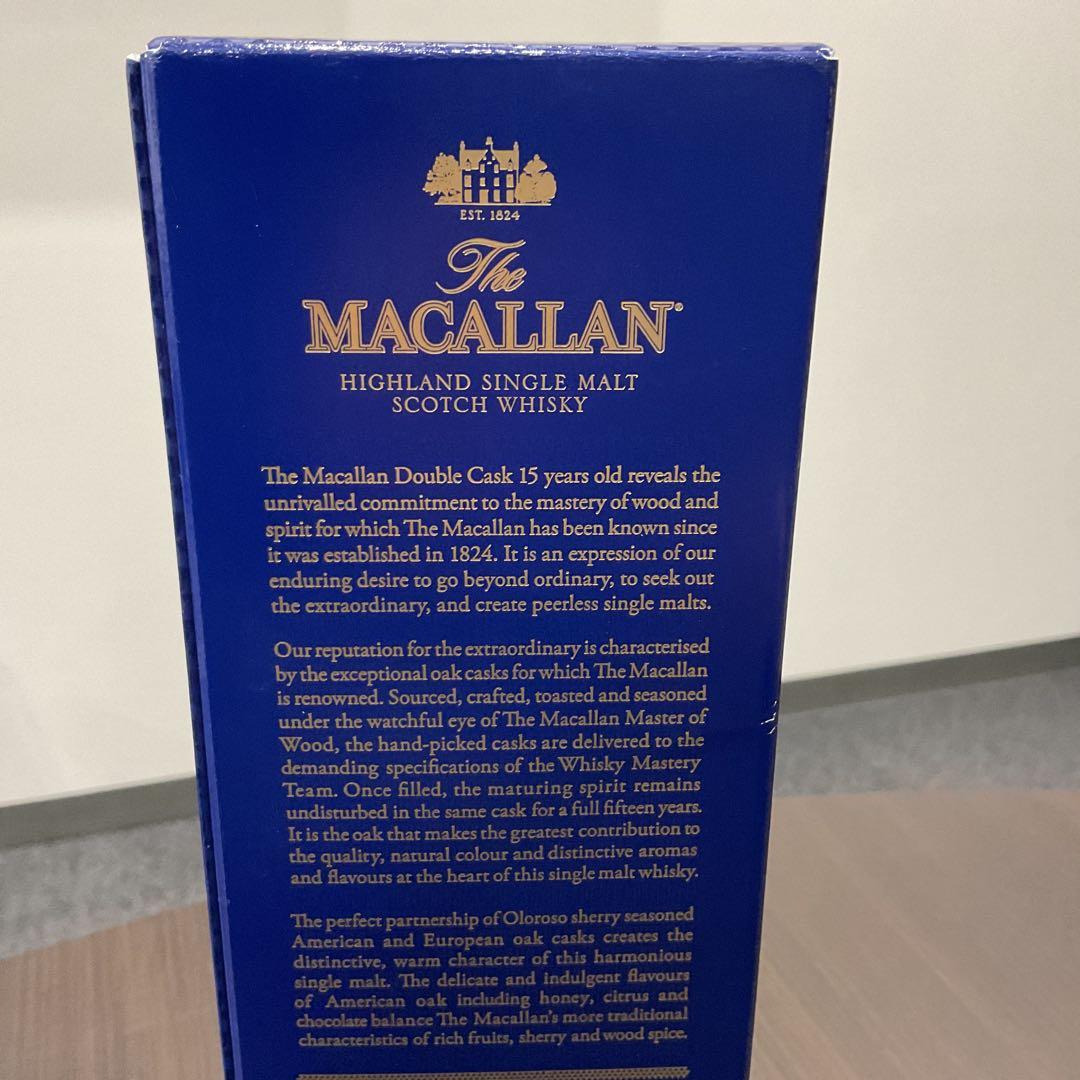 EST. 1824
The
MACALLAN®
HIGHLAND SINGLE MALT
SCOTCH WHISKY
The Macallan Double Cask 15 years old reveals the
unrivalled commitment to the mastery of wood and
spirit for which The Macallan has been known since
it was established in 1824. It is an expression of our
enduring desire to go beyond ordinary, to seek out
the extraordinary, and create peerless single malts.
Our reputation for the extraordinary is characterised
by the exceptional oak casks for which The Macallan
is renowned. Sourced, crafted, toasted and seasoned
under the watchful eye of The Macallan Master of
Wood, the hand-picked casks are delivered to the
demanding specifications of the Whisky Mastery
Team. Once filled, the maturing spirit remains
undisturbed in the same cask for a full fifteen years.
It is the oak that makes the greatest contribution to
the quality, natural colour and distinctive aromas
and flavours at the heart of this single malt whisky.
The perfect partnership of Oloroso sherry seasoned
American and European oak casks creates the
distinctive, warm character of this harmonious
single malt. The delicate and indulgent flavours
of American oak including honey, citrus and
chocolate balance The Macallan's more traditional
characteristics of rich fruits, sherry and wood spice.